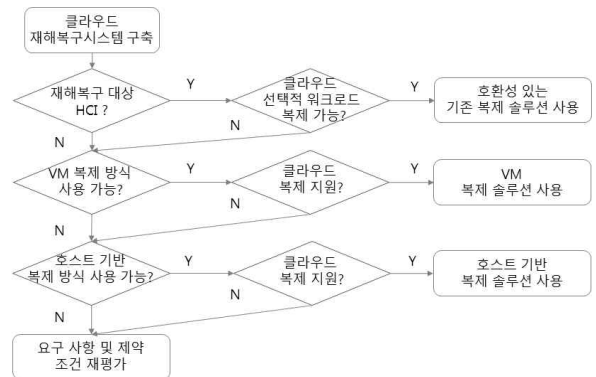 클라우드
재해복구시스템 구축
재해복구 대상
HCI ?
Y
클라우드
선택적 워크로드
복제 가능?
Y
호환성 있는
기존 복제 솔루션 사용
N
N
VM 복제 방식
사용 가능?
Y
클라우드
복제 지원?
Y
VM
복제 솔루션 사용
N
N
호스트 기반
복제 방식 사용 가능?
Y
클라우드
복제 지원?
Y
호스트 기반
복제 솔루션 사용
N
N
요구 사항 및 제약
조건 재평가